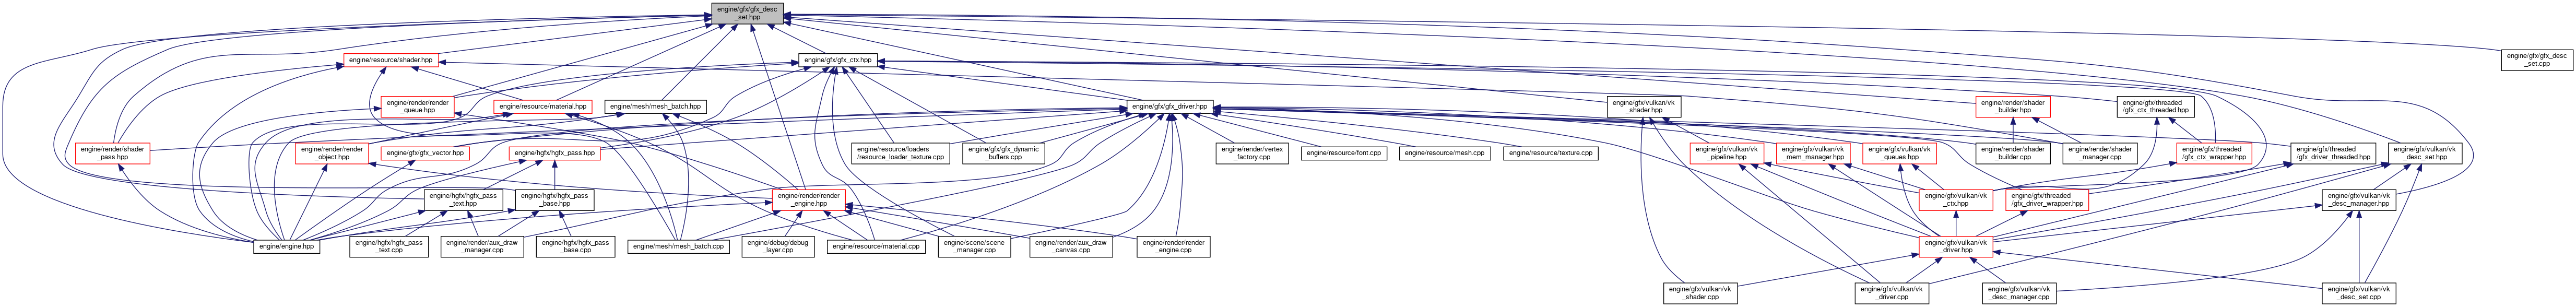 engine/gfx/gfx_desc
_set.hpp
engine/resource/shader.hpp
engine/gfx/gfx_ctx.hpp
engine/gfx/gfx_desc
_set.cpp
engine/render/render
_queue.hpp
engine/resource/material.hpp
engine/mesh/mesh_batch.hpp
engine/gfx/gfx_driver.hpp
engine/gfx/vulkan/vk
_shader.hpp
engine/render/shader
_builder.hpp
engine/gfx/threaded
/gfx_ctx_threaded.hpp
engine/render/shader
_pass.hpp
engine/render/render
_object.hpp
engine/gfx/gfx_vector.hpp
engine/hgfx/hgfx_pass.hpp
engine/resource/loaders
/resource_loader_texture.cpp
engine/gfx/gfx_dynamic
_buffers.cpp
engine/render/vertex
_factory.cpp
engine/resource/font.cpp
engine/resource/mesh.cpp
engine/resource/texture.cpp
engine/gfx/vulkan/vk
_pipeline.hpp
engine/gfx/vulkan/vk
_mem_manager.hpp
engine/gfx/vulkan/vk
_queues.hpp
engine/render/shader
_builder.cpp
engine/render/shader
_manager.cpp
engine/gfx/threaded
/gfx_ctx_wrapper.hpp
engine/gfx/threaded
/gfx_driver_threaded.hpp
engine/gfx/vulkan/vk
_desc_set.hpp
engine/hgfx/hgfx_pass
_text.hpp
engine/hgfx/hgfx_pass
_base.hpp
engine/render/render
_engine.hpp
engine/gfx/vulkan/vk
_ctx.hpp
engine/gfx/threaded
/gfx_driver_wrapper.hpp
engine/gfx/vulkan/vk
_desc_manager.hpp
engine/engine.hpp
engine/hgfx/hgfx_pass
_text.cpp
engine/render/aux_draw
_manager.cpp
engine/hgfx/hgfx_pass
_base.cpp
engine/mesh/mesh_batch.cpp
engine/debug/debug
_layer.cpp
engine/resource/material.cpp
engine/scene/scene
_manager.cpp
engine/render/aux_draw
_canvas.cpp
engine/render/render
_engine.cpp
engine/gfx/vulkan/vk
_driver.hpp
engine/gfx/vulkan/vk
_shader.cpp
engine/gfx/vulkan/vk
_driver.cpp
engine/gfx/vulkan/vk
_desc_manager.cpp
engine/gfx/vulkan/vk
_desc_set.cpp